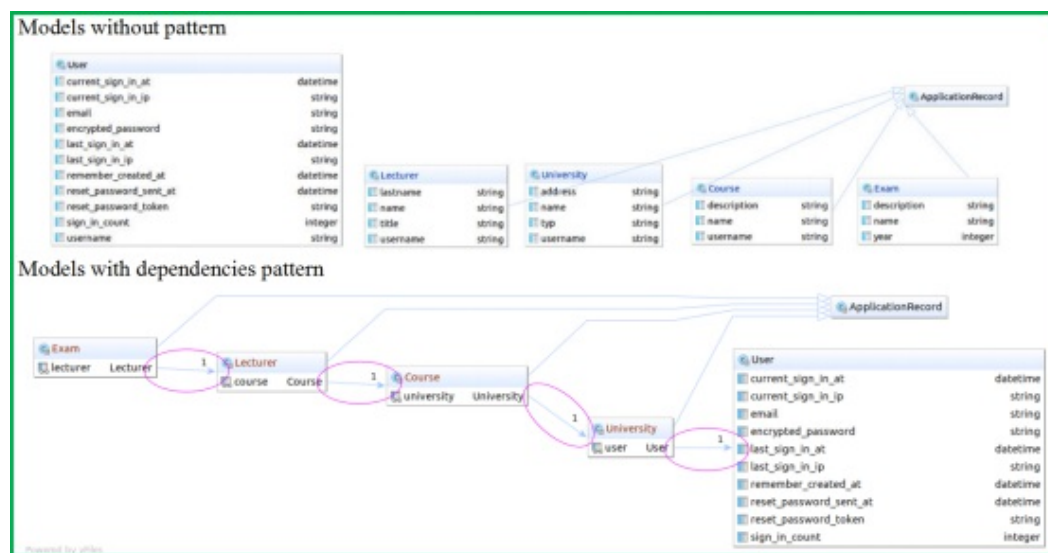 Models without pattern
User
current_sign_in_at datetime
current_sign_in_ip string
email string
encrypted_password string
last_sign_in_at datetime
last_sign_in_ip string
remember_created_at datetime
reset_password_sent_at datetime
reset_password_token string
sign_in_count integer
username string
Lecturer
lastname string
name string
title string
username string
University
address string
name string
typ string
username string
Course
description string
name string
username string
Exam
description string
name string
year integer
ApplicationRecord
Models with dependencies pattern
ApplicationRecord
Exam
lecturer Lecturer
1
Lecturer
course Course
1
Course
university University
1
University
user User
1
User
current_sign_in_at datetime
current_sign_in_ip string
email string
encrypted_password string
last_sign_in_at datetime
last_sign_in_ip string
remember_created_at datetime
reset_password_sent_at datetime
reset_password_token string
sign_in_count integer
Powered by yFiles